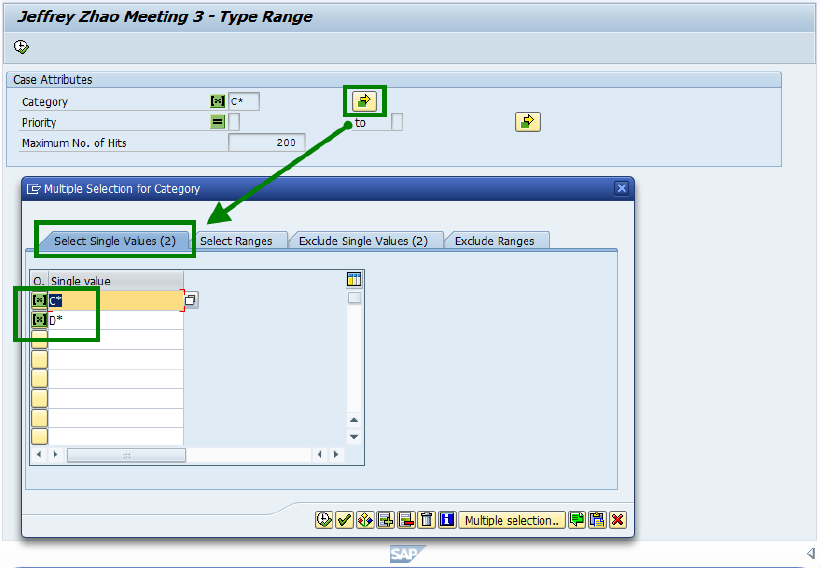 Jeffrey Zhao Meeting 3 - Type Range
Case Attributes
Category C*
Priority to
Maximum No. of Hits 200
Multiple Selection for Category
Select Single Values (2) Select Ranges Exclude Single Values (2) Exclude Ranges
O. Single value
C*
D*
Multiple selection..
SAP